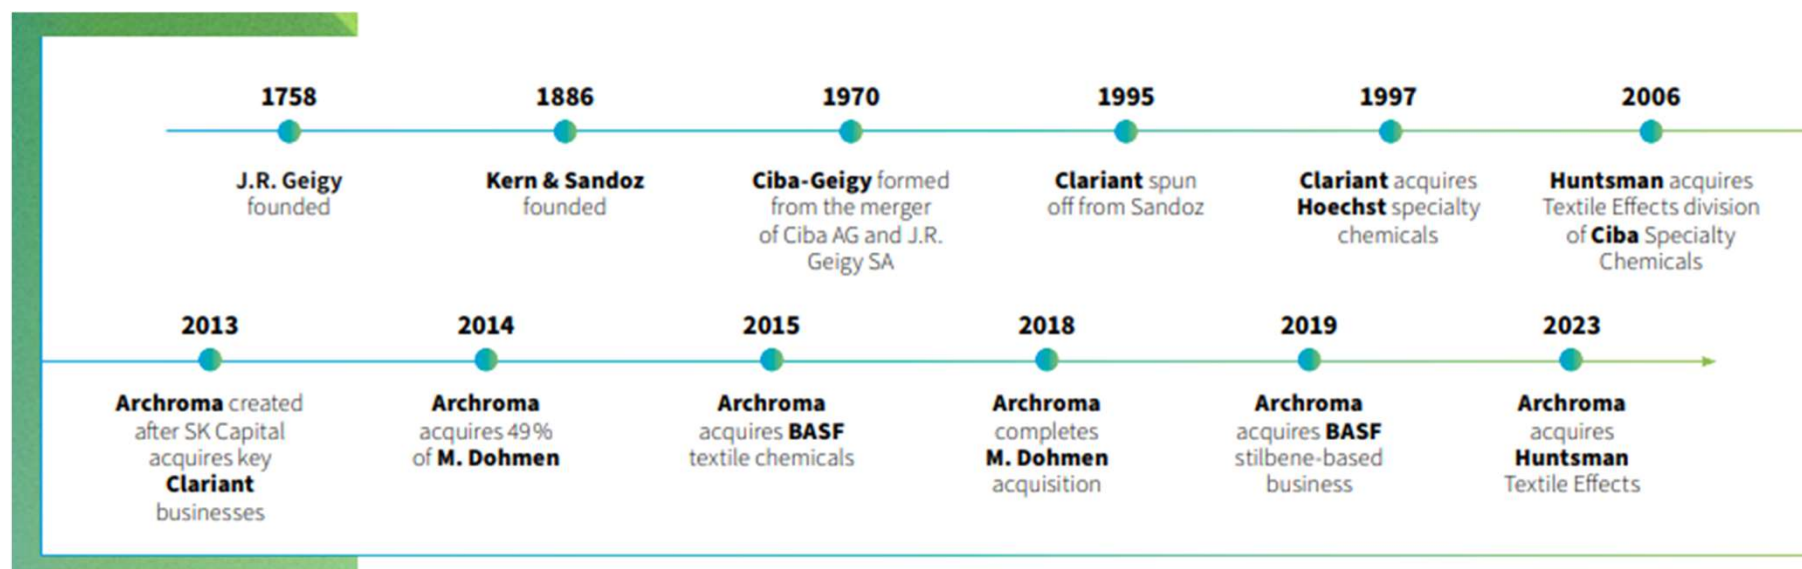 1758
1886
1970
1995
1997
2006
J.R. Geigy
founded
Kern & Sandoz
founded
Ciba-Geigy formed
from the merger
of Ciba AG and J.R.
Geigy SA
Clariant spun
off from Sandoz
Clariant acquires
Hoechst specialty
chemicals
Huntsman acquires
Textile Effects division
of Ciba Specialty
Chemicals
2013
2014
2015
2018
2019
2023
Archroma created
after SK Capital
acquires key
Clariant
businesses
Archroma
acquires 49%
of M. Dohmen
Archroma
acquires BASF
textile chemicals
Archroma
completes
M. Dohmen
acquisition
Archroma
acquires BASF
stilbene-based
business
Archroma
acquires
Huntsman
Textile Effects